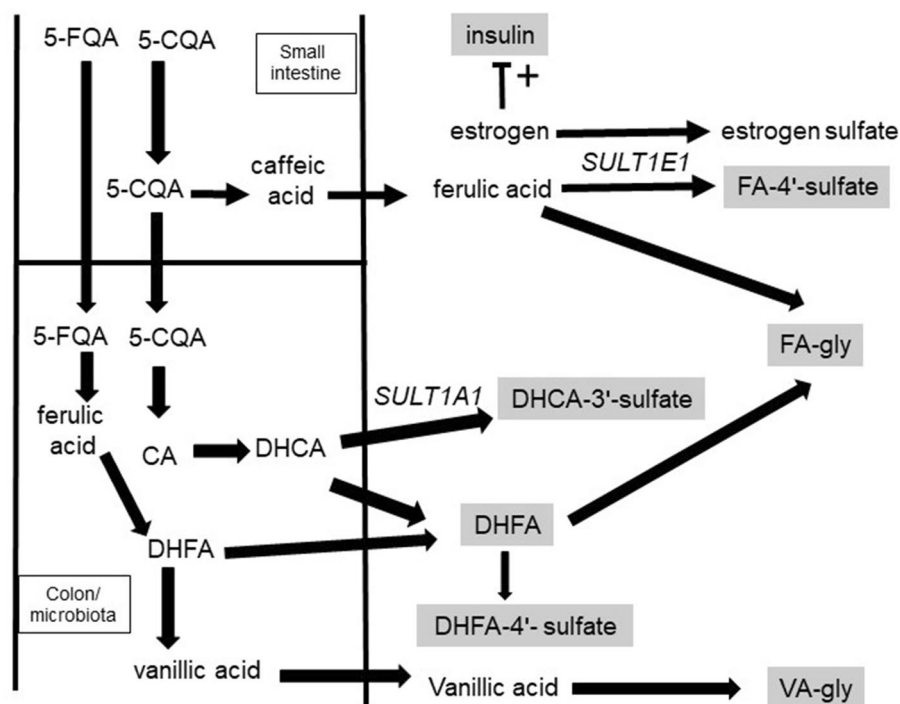 5-FQA
5-CQA
Small
intestine
insulin
+
estrogen
estrogen sulfate
5-CQA
caffeic
acid
ferulic acid
SULT1E1
FA-4'-sulfate
5-FQA
5-CQA
FA-gly
ferulic
acid
CA
DHCA
SULT1A1
DHCA-3'-sulfate
DHFA
DHFA
Colon/
microbiota
DHFA-4'- sulfate
vanillic acid
Vanillic acid
VA-gly